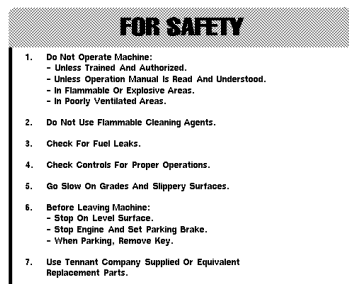 FOR SAFETY
1. Do Not Operate Machine:
- Unless Trained And Authorized.
- Unless Operation Manual Is Read And Understood.
- In Flammable Or Explosive Areas.
- In Poorly Ventilated Areas.
2. Do Not Use Flammable Cleaning Agents.
3. Check For Fuel Leaks.
4. Check Controls For Proper Operations.
5. Go Slow On Grades And Slippery Surfaces.
6. Before Leaving Machine:
- Stop On Level Surface.
- Stop Engine And Set Parking Brake.
- When Parking, Remove Key.
7. Use Tennant Company Supplied Or Equivalent
Replacement Parts.